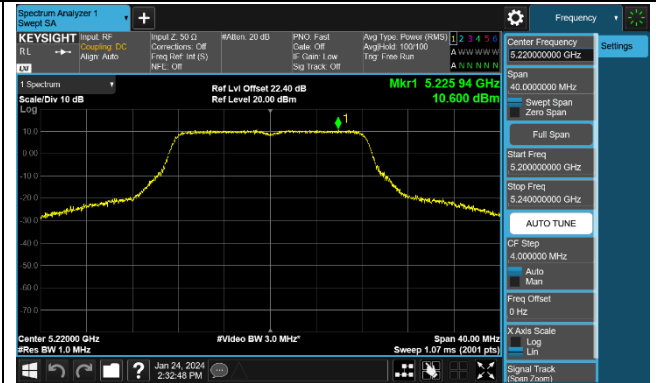 Spectrum Analyzer 1
Swept SA
Frequency
KEYSIGHT
RL
LXI
Input: RF
Coupling: DC
Align: Auto
Input Z: 50 Ω
Corrections: Off
Freq Ref: Int (S)
NFE: Off
#Atten: 20 dB
PNO: Fast
Gate: Off
IF Gain: Low
Sig Track: Off
Avg Type: Power (RMS)
Avg|Hold: 100/100
Trig: Free Run
1 2 3 4 5 6
A W W W W W
A N N N N N
1 Spectrum
Scale/Div 10 dB
Log
Ref Lvl Offset 22.40 dB
Ref Level 20.00 dBm
Mkr1 5.225 94 GHz
10.600 dBm
1
10.0
0.00
-10.0
-20.0
-30.0
-40.0
-50.0
-60.0
-70.0
Center 5.22000 GHz
#Res BW 1.0 MHz
#Video BW 3.0 MHz*
Span 40.00 MHz
Sweep 1.07 ms (2001 pts)
Jan 24, 2024
2:32:48 PM
Center Frequency
5.220000000 GHz
Settings
Span
40.0000000 MHz
Swept Span
Zero Span
Full Span
Start Freq
5.200000000 GHz
Stop Freq
5.240000000 GHz
AUTO TUNE
CF Step
4.000000 MHz
Auto
Man
Freq Offset
0 Hz
X Axis Scale
Log
Lin
Signal Track
(Span Zoom)